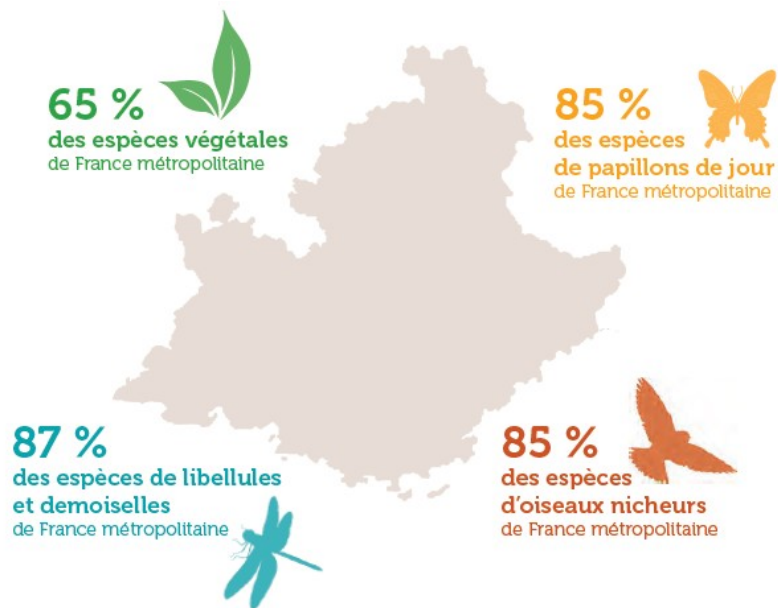 65 %
des espèces végétales
de France métropolitaine
85 %
des espèces
de papillons de jour
de France métropolitaine
87 %
des espèces de libellules
et demoiselles
de France métropolitaine
85 %
des espèces
d'oiseaux nicheurs
de France métropolitaine